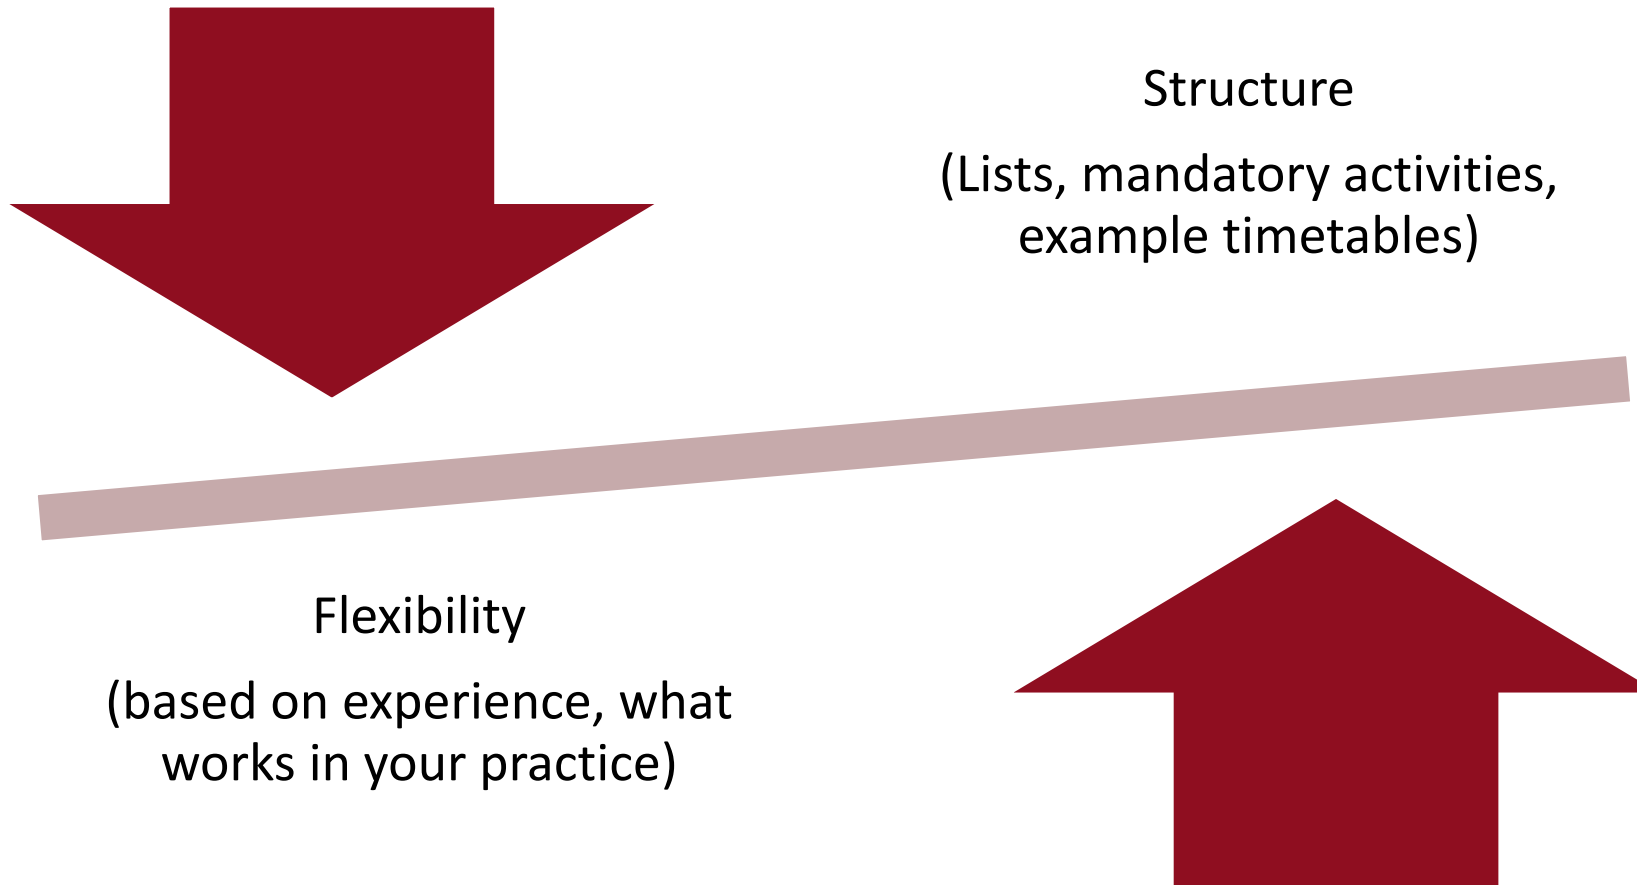 Structure
(Lists, mandatory activities,
example timetables)
Flexibility
(based on experience, what
works in your practice)